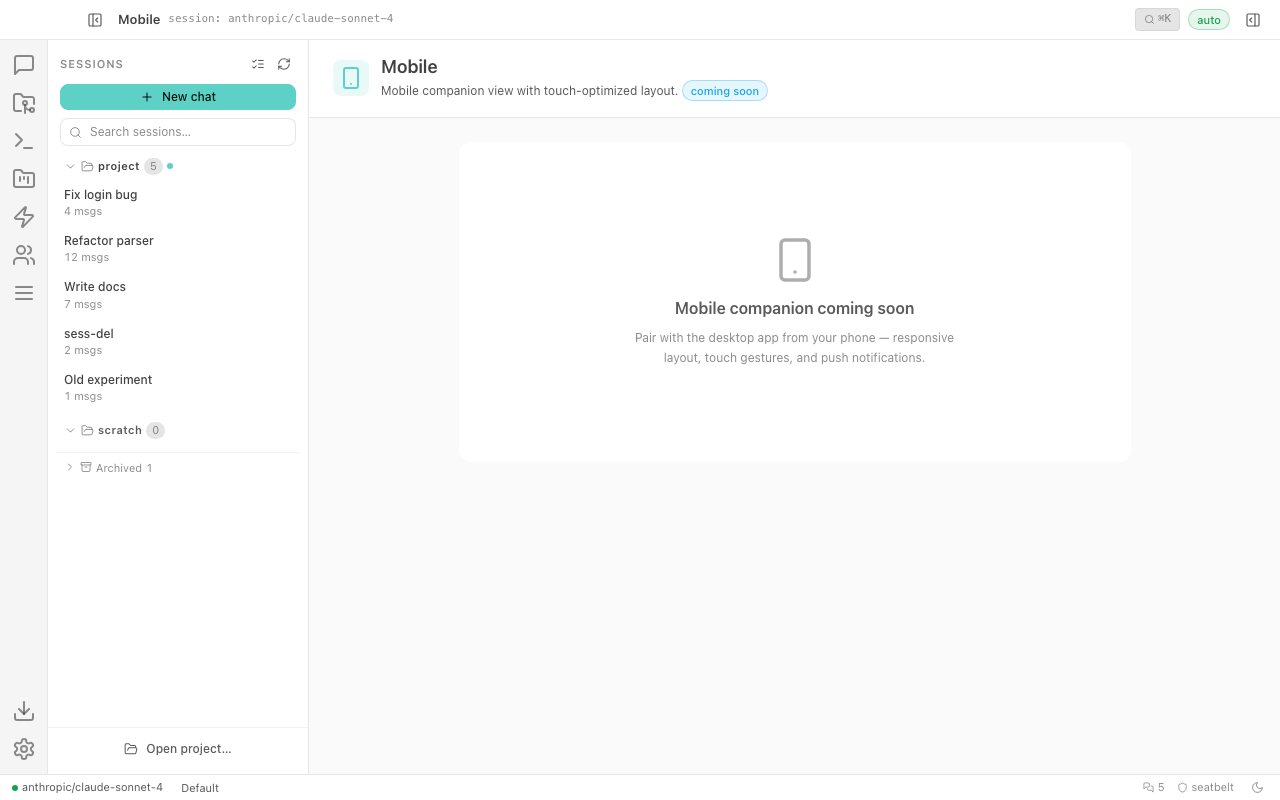 Mobile session: anthropic/claude-sonnet-4
⌘K
auto
SESSIONS
New chat
Search sessions...
project 5
Fix login bug
4 msgs
Refactor parser
12 msgs
Write docs
7 msgs
sess-del
2 msgs
Old experiment
1 msgs
scratch 0
Archived 1
Open project...
Mobile
Mobile companion view with touch-optimized layout. coming soon
Mobile companion coming soon
Pair with the desktop app from your phone — responsive
layout, touch gestures, and push notifications.
anthropic/claude-sonnet-4 Default
5 seatbelt